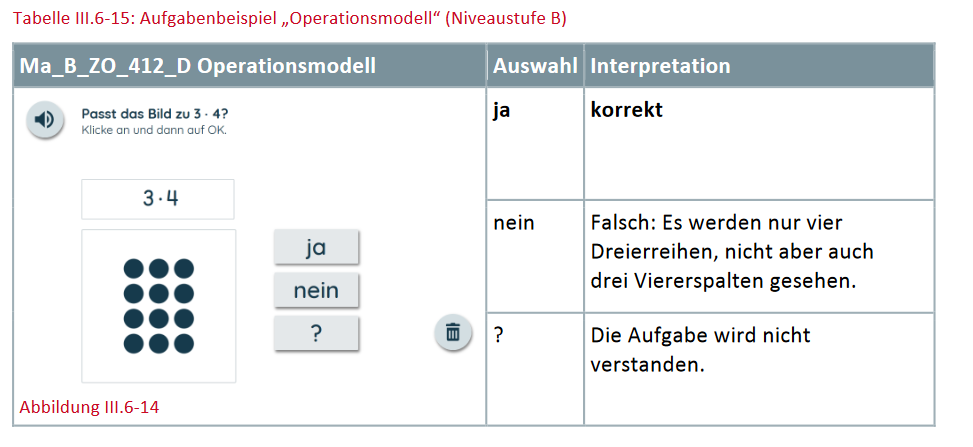 Tabelle III.6-15: Aufgabenbeispiel „Operationsmodell“ (Niveaustufe B)
Ma_B_ZO_412_D Operationsmodell
Auswahl
Interpretation
Passt das Bild zu 3 · 4?
Klicke an und dann auf OK.
3 · 4
ja
nein
?
Abbildung III.6-14
ja
korrekt
nein
Falsch: Es werden nur vier
Dreierreihen, nicht aber auch
drei Viererspalten gesehen.
?
Die Aufgabe wird nicht
verstanden.